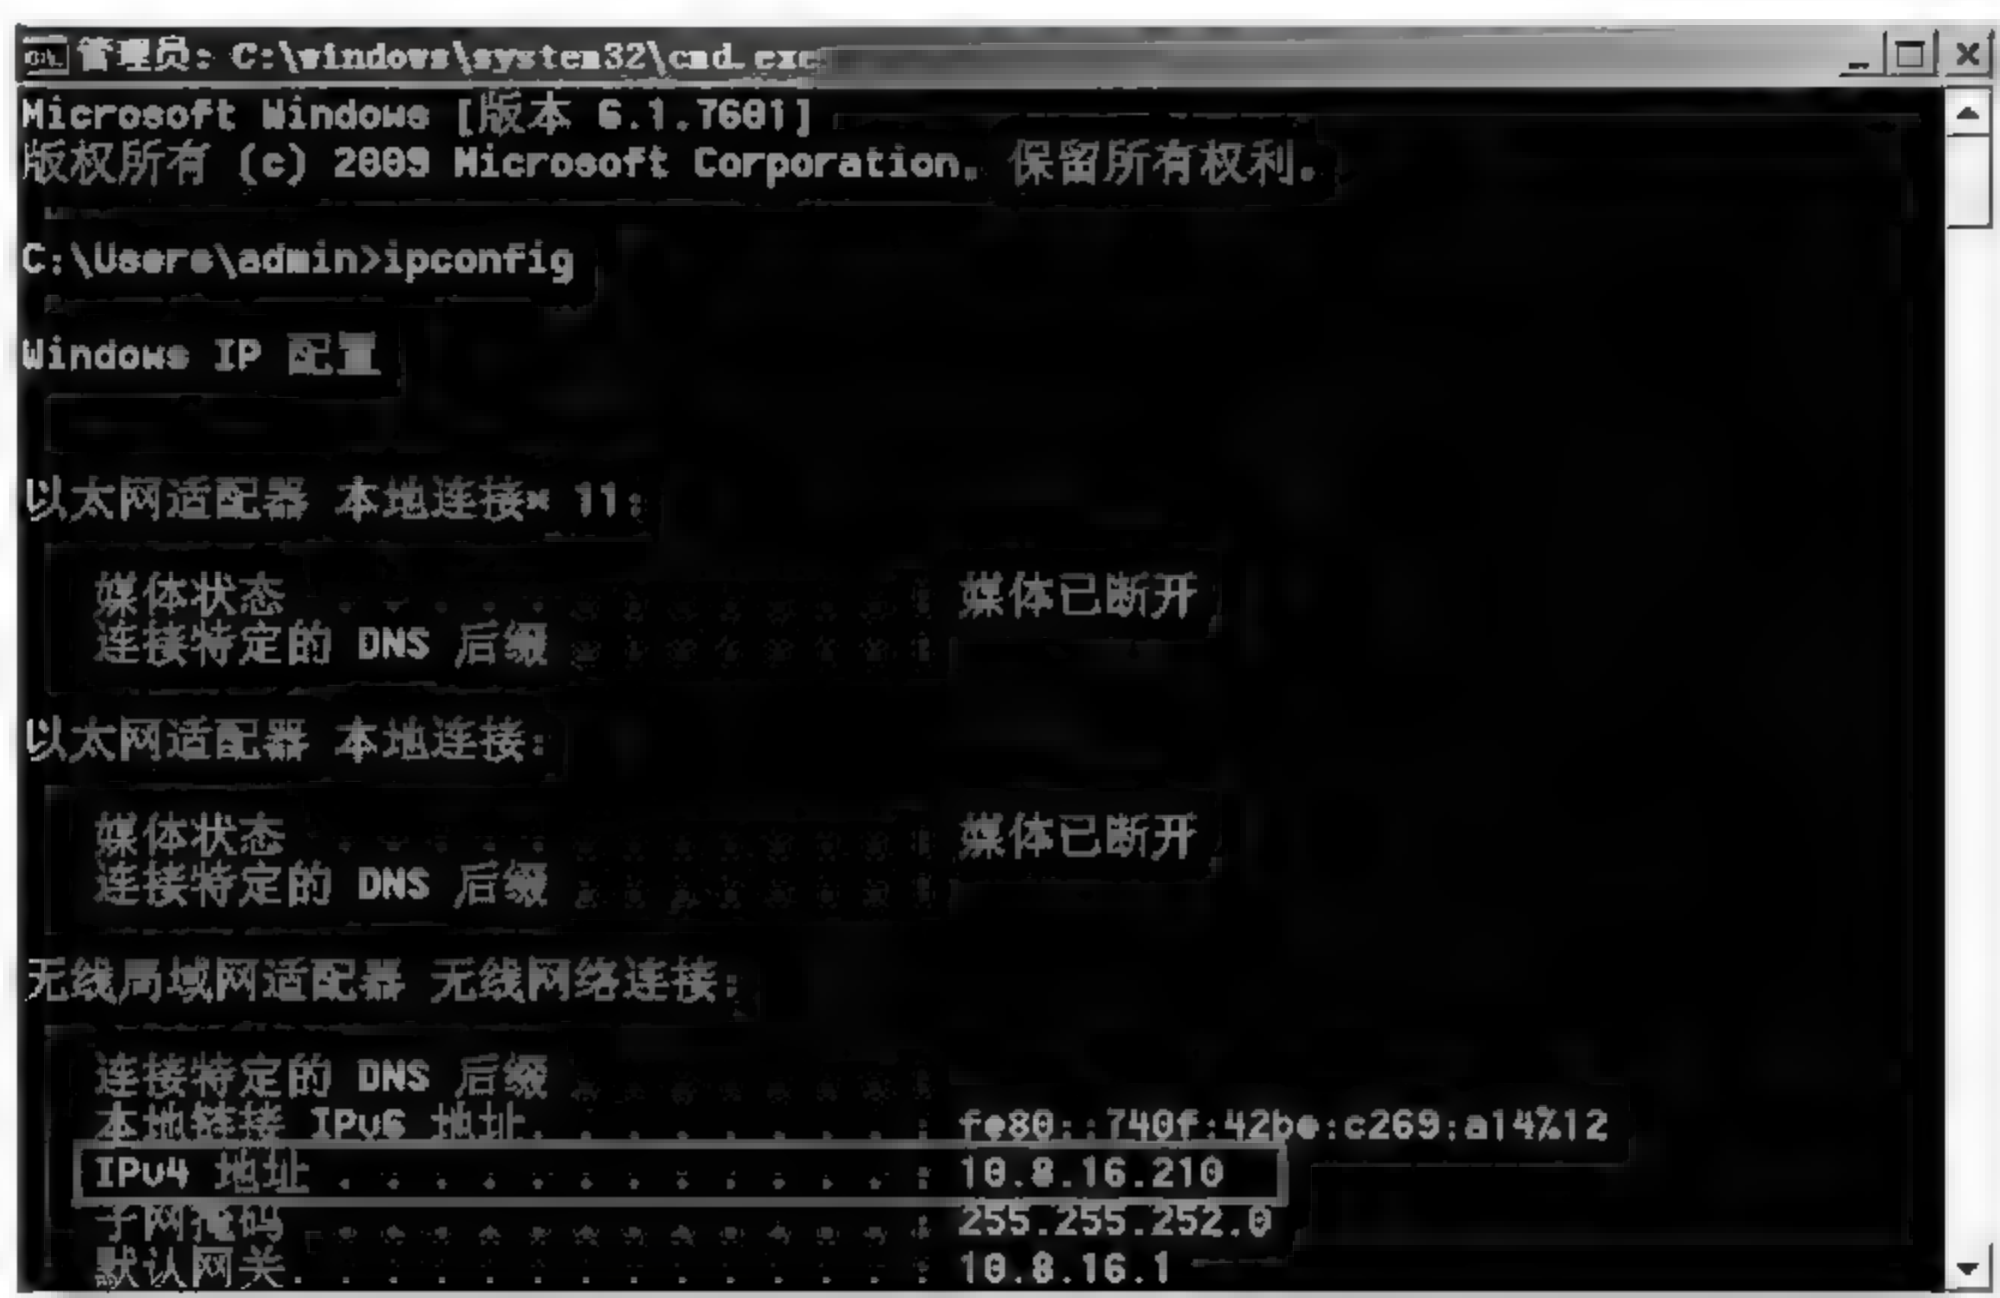 管理员: C:\windows\system32\cmd.exe
Microsoft Windows [版本 6.1.7601]
版权所有 (c) 2009 Microsoft Corporation。保留所有权利。
C:\Users\admin>ipconfig
Windows IP 配置
以太网适配器 本地连接* 11:
媒体状态 . . . . . . . . . . . . : 媒体已断开
连接特定的 DNS 后缀 . . . . . . . :
以太网适配器 本地连接:
媒体状态 . . . . . . . . . . . . : 媒体已断开
连接特定的 DNS 后缀 . . . . . . . :
无线局域网适配器 无线网络连接:
连接特定的 DNS 后缀 . . . . . . . :
本地链接 IPv6 地址. . . . . . . . : fe80::740f:42be:c269:a14%12
IPv4 地址 . . . . . . . . . . . . : 10.8.16.210
子网掩码 . . . . . . . . . . . . : 255.255.252.0
默认网关. . . . . . . . . . . . . : 10.8.16.1